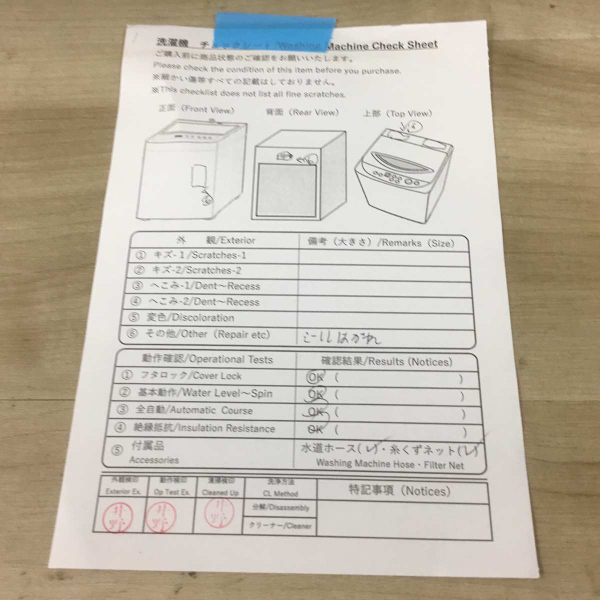 洗濯機 チェックシート/Washing Machine Check Sheet
ご購入前に商品状態のご確認をお願いいたします。
Please check the condition of this item before you purchase.
※細かい傷等すべての記載はしておりません。
※This checklist does not list all fine scratches.
正面 (Front View) 背面 (Rear View) 上部 (Top View)
⑥ ⑥ ⑥
外 観/Exterior 備考 (大きさ) /Remarks (Size)
① キズ-1/Scratches-1
② キズ-2/Scratches-2
③ へこみ-1/Dent～Recess
④ へこみ-2/Dent～Recess
⑤ 変色/Discoloration
⑥ その他/Other (Repair etc) シールはがれ
動作確認/Operational Tests 確認結果/Results (Notices)
① フタロック/Cover Lock OK ( )
② 基本動作/Water Level～Spin OK ( )
③ 全自動/Automatic Course OK ( )
④ 絶縁抵抗/Insulation Resistance OK ( )
⑤ 付属品 水道ホース(レ)・糸くずネット(レ)
Accessories Washing Machine Hose・Filter Net
外観検印 動作検印 清掃検印 洗浄方法 特記事項 (Notices)
Exterior Ex. Op Test Ex. Cleaned Up CL Method
分解/Disassembly
クリーナー/Cleaner